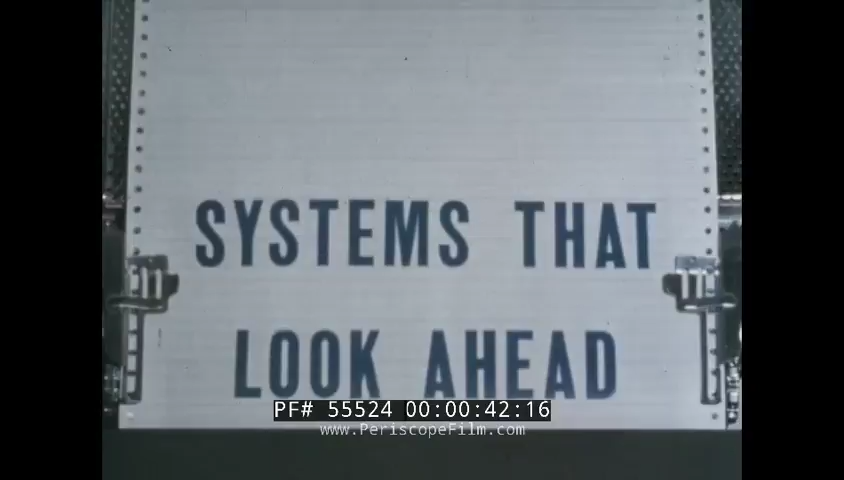 SYSTEMS THAT
LOOK AHEAD
PF# 55524 00:00:42:16
www.PeriscopeFilm.com